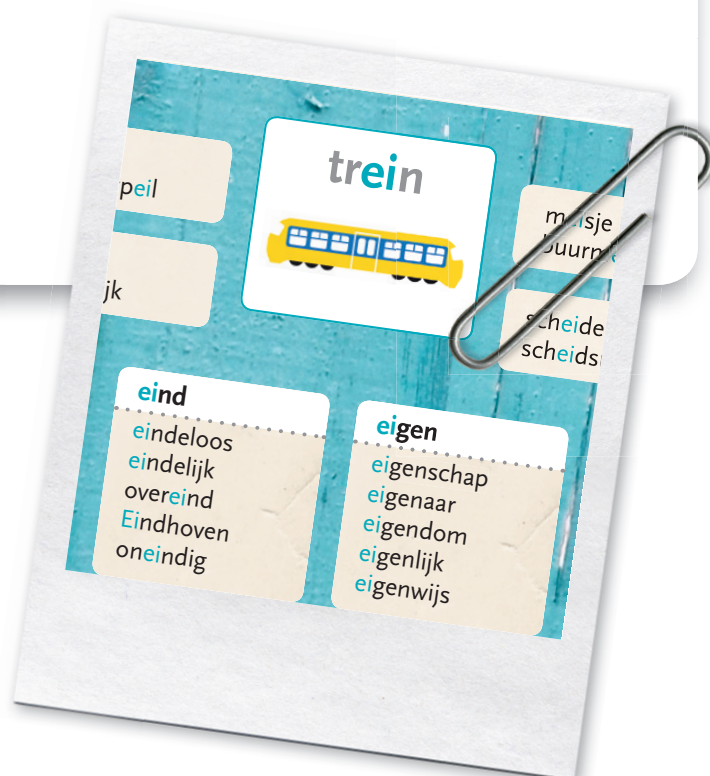 trein
peil
jk
meisje
buurm
scheide
scheids
eind
eindeloos
eindelijk
overeind
Eindhoven
oneindig
eigen
eigenschap
eigenaar
eigendom
eigenlijk
eigenwijs